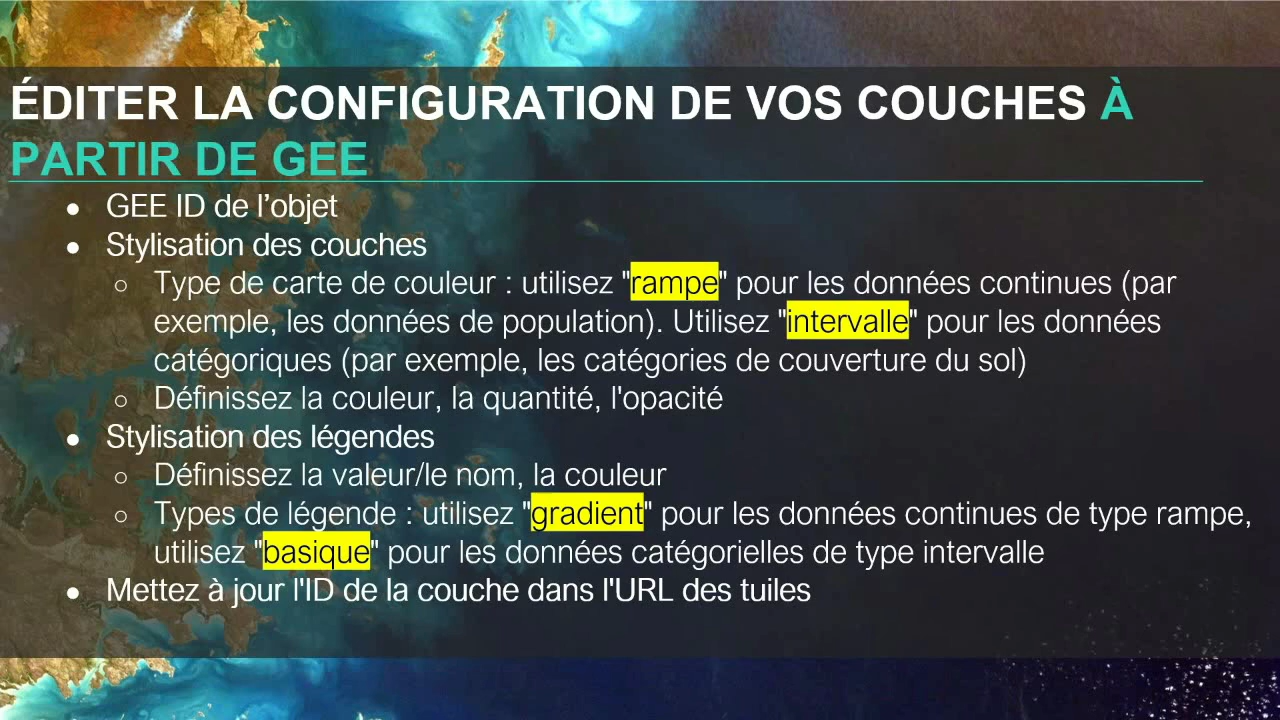 ÉDITER LA CONFIGURATION DE VOS COUCHES À
PARTIR DE GEE
● GEE ID de l’objet
● Stylisation des couches
○ Type de carte de couleur : utilisez "rampe" pour les données continues (par
exemple, les données de population). Utilisez "intervalle" pour les données
catégoriques (par exemple, les catégories de couverture du sol)
○ Définissez la couleur, la quantité, l'opacité
● Stylisation des légendes
○ Définissez la valeur/le nom, la couleur
○ Types de légende : utilisez "gradient" pour les données continues de type rampe,
utilisez "basique" pour les données catégorielles de type intervalle
● Mettez à jour l'ID de la couche dans l'URL des tuiles